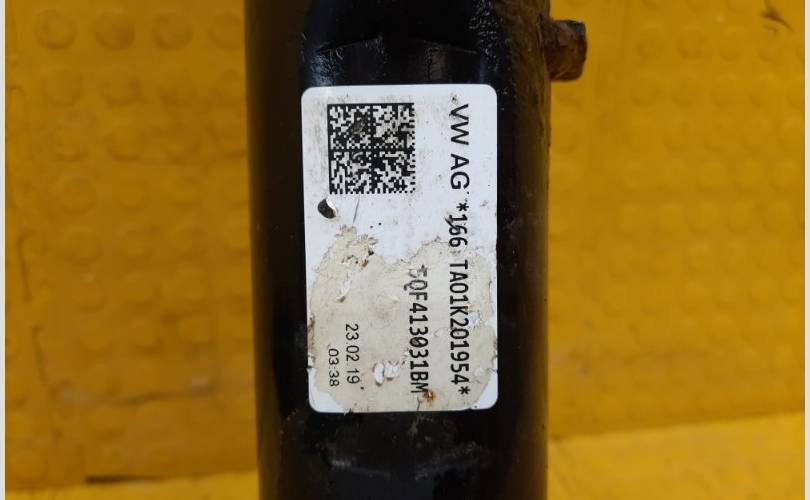 VW AG
*166 TA01K201954*
5QF413031BM
23.02.19
03:38